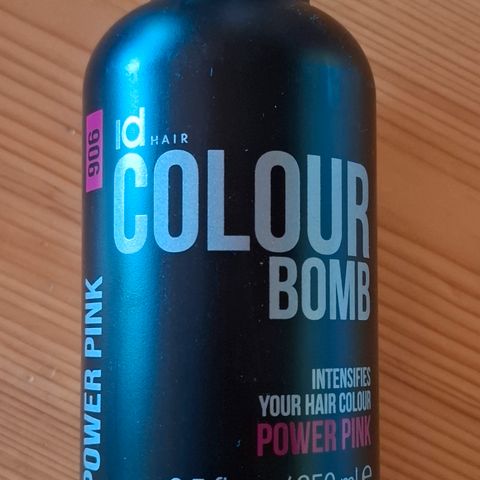 id HAIR
COLOUR
BOMB
INTENSIFIES
YOUR HAIR COLOUR
POWER PINK
906
POWER PINK